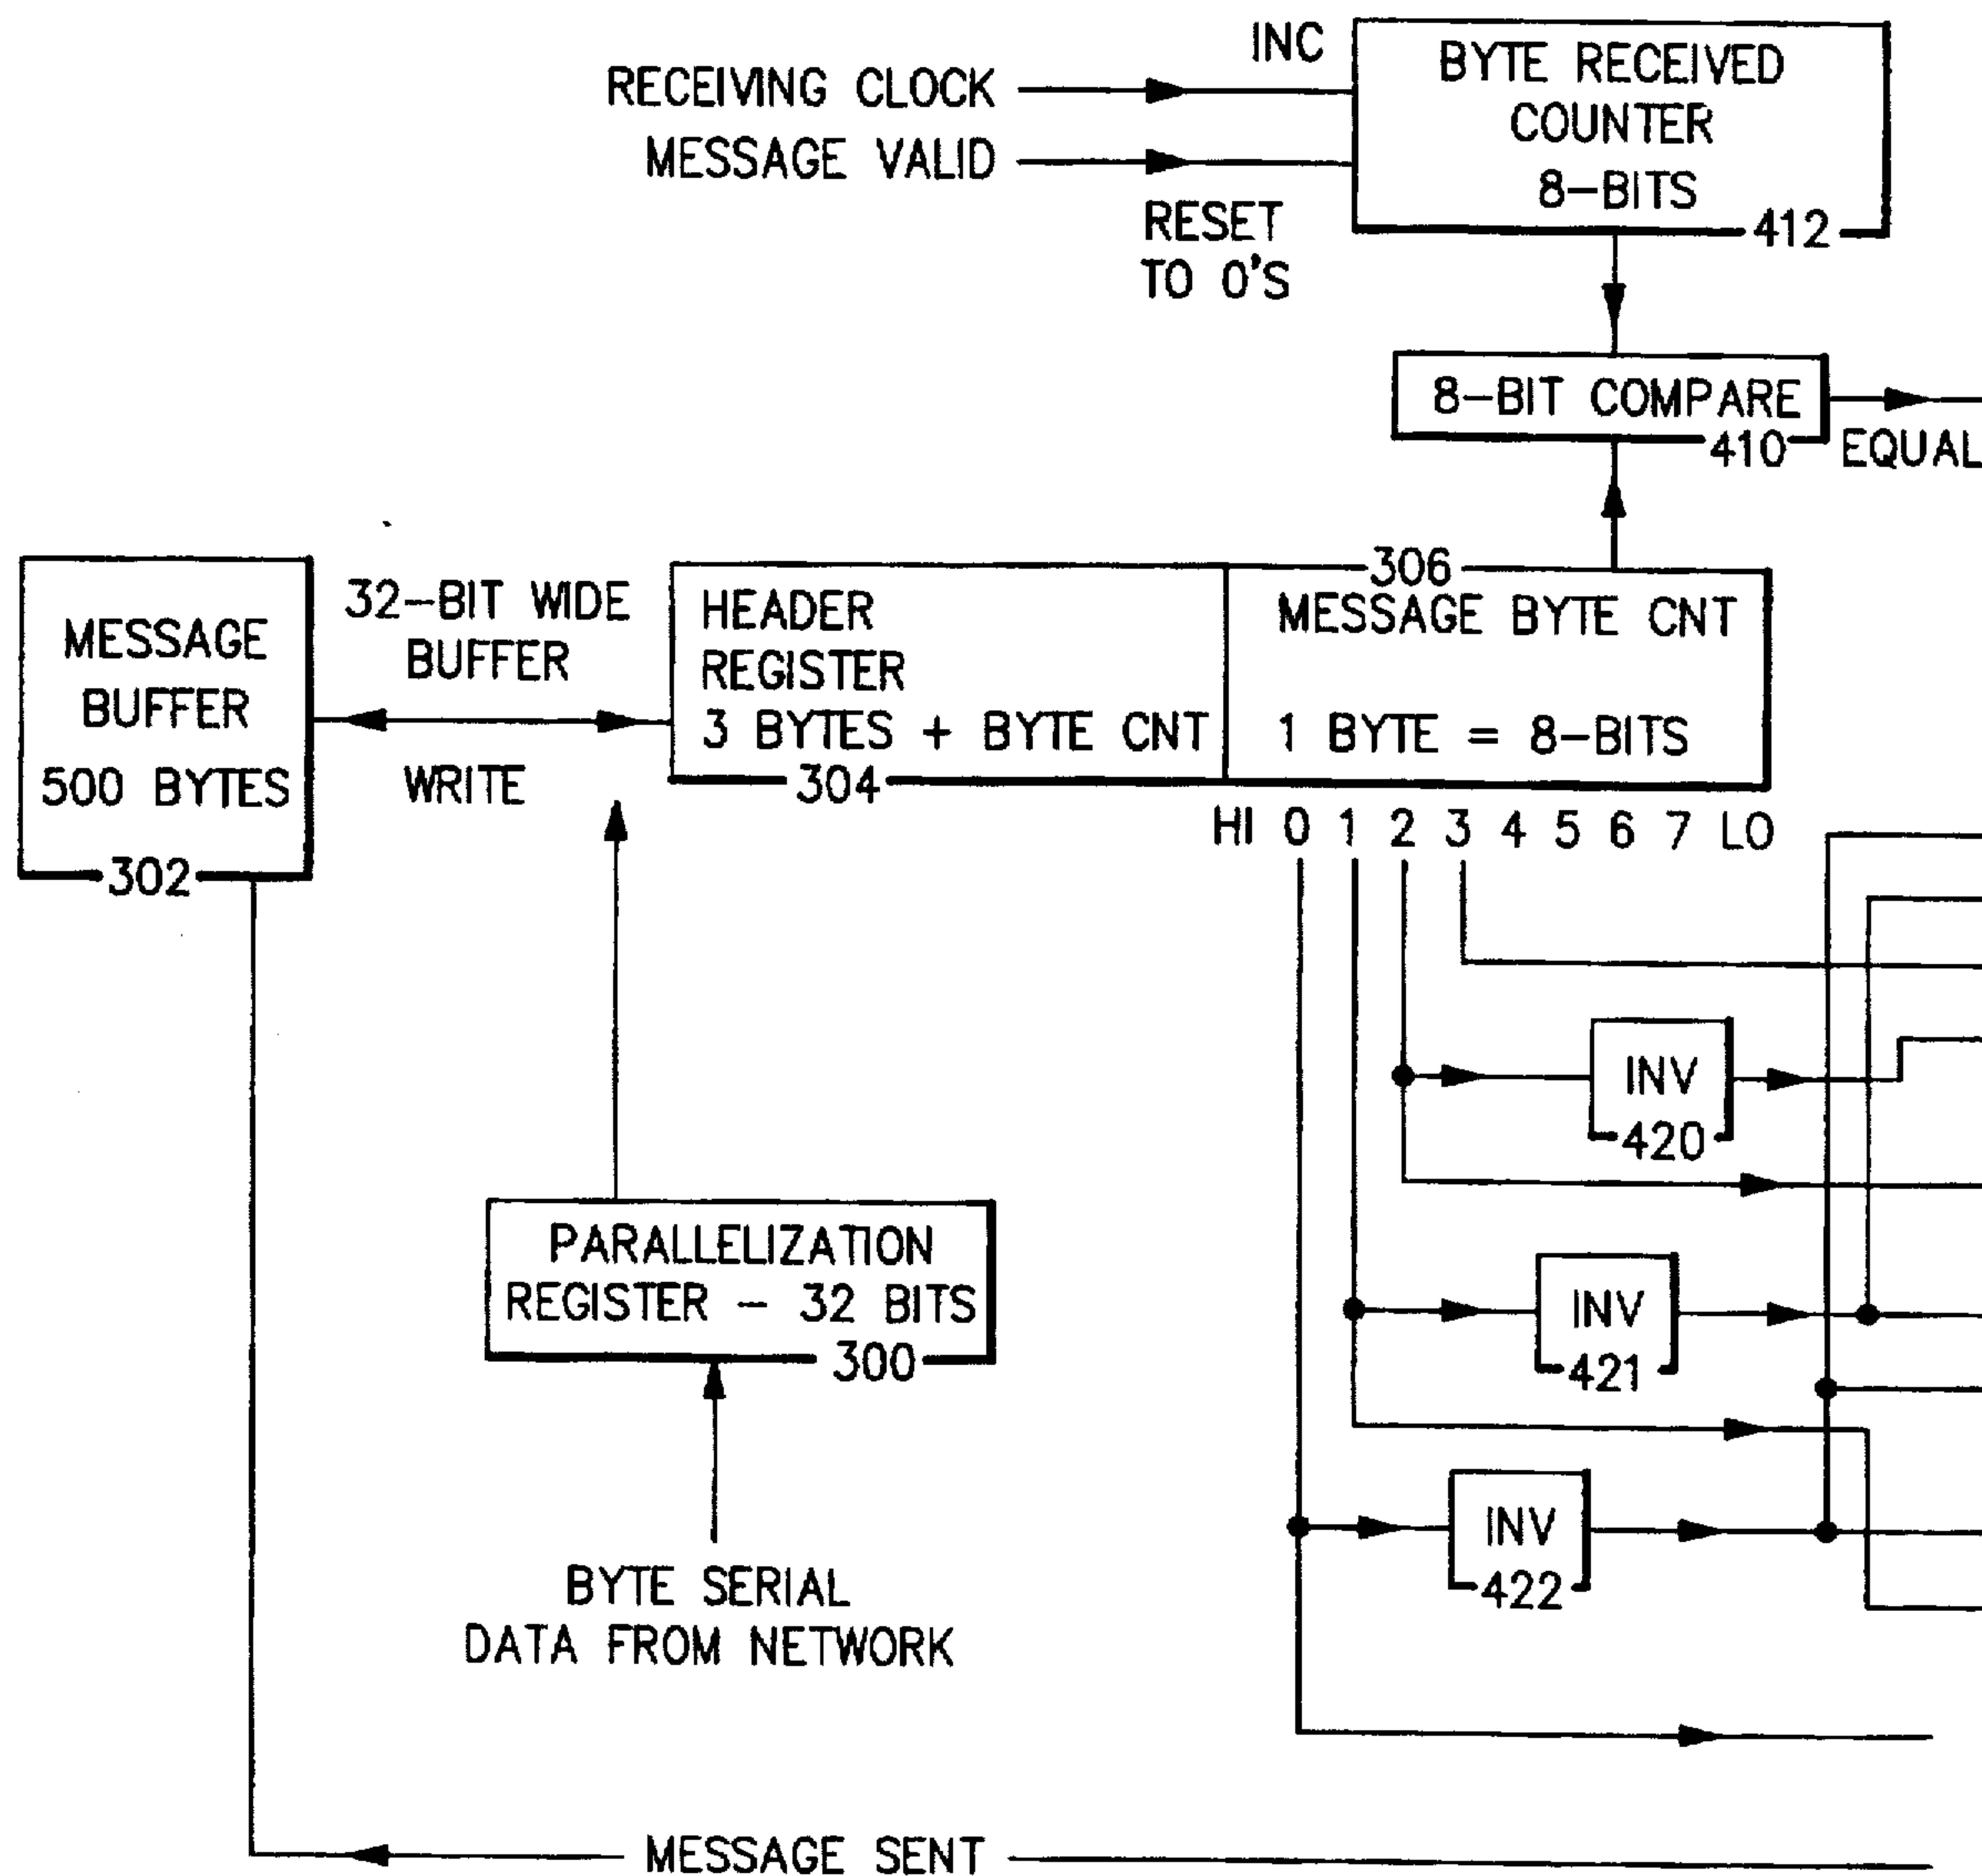 INC
RECEIVING CLOCK
MESSAGE VALID
RESET
TO 0'S
BYTE RECEIVED
COUNTER
8-BITS
412
8-BIT COMPARE
410
EQUAL
MESSAGE
BUFFER
500 BYTES
302
32-BIT WIDE
BUFFER
WRITE
HEADER
REGISTER
3 BYTES + BYTE CNT
304
306
MESSAGE BYTE CNT
1 BYTE = 8-BITS
HI 0 1 2 3 4 5 6 7 LO
INV
420
PARALLELIZATION
REGISTER - 32 BITS
300
INV
421
INV
422
BYTE SERIAL
DATA FROM NETWORK
MESSAGE SENT